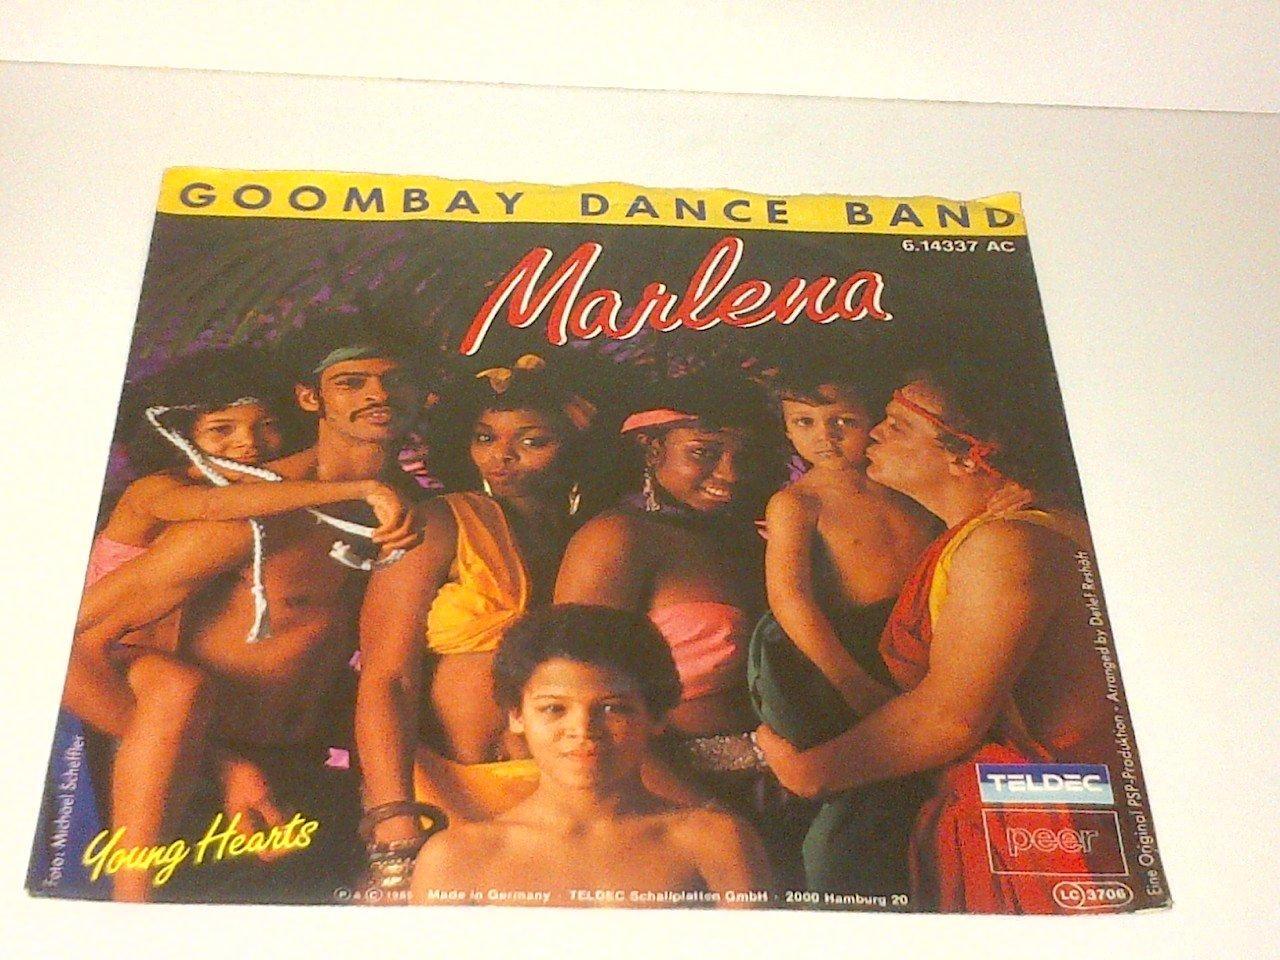 GOOMBAY DANCE BAND
6.14337 AC
Marlena
Young Hearts
Foto: Michael Scheffler
TELDEC
peer
LC 3706
Ⓟ & Ⓒ Made in Germany · TELDEC Schallplatten GmbH · 2000 Hamburg 20
Eine Original PSP-Produktion - Arranged by Detlef Reshöft